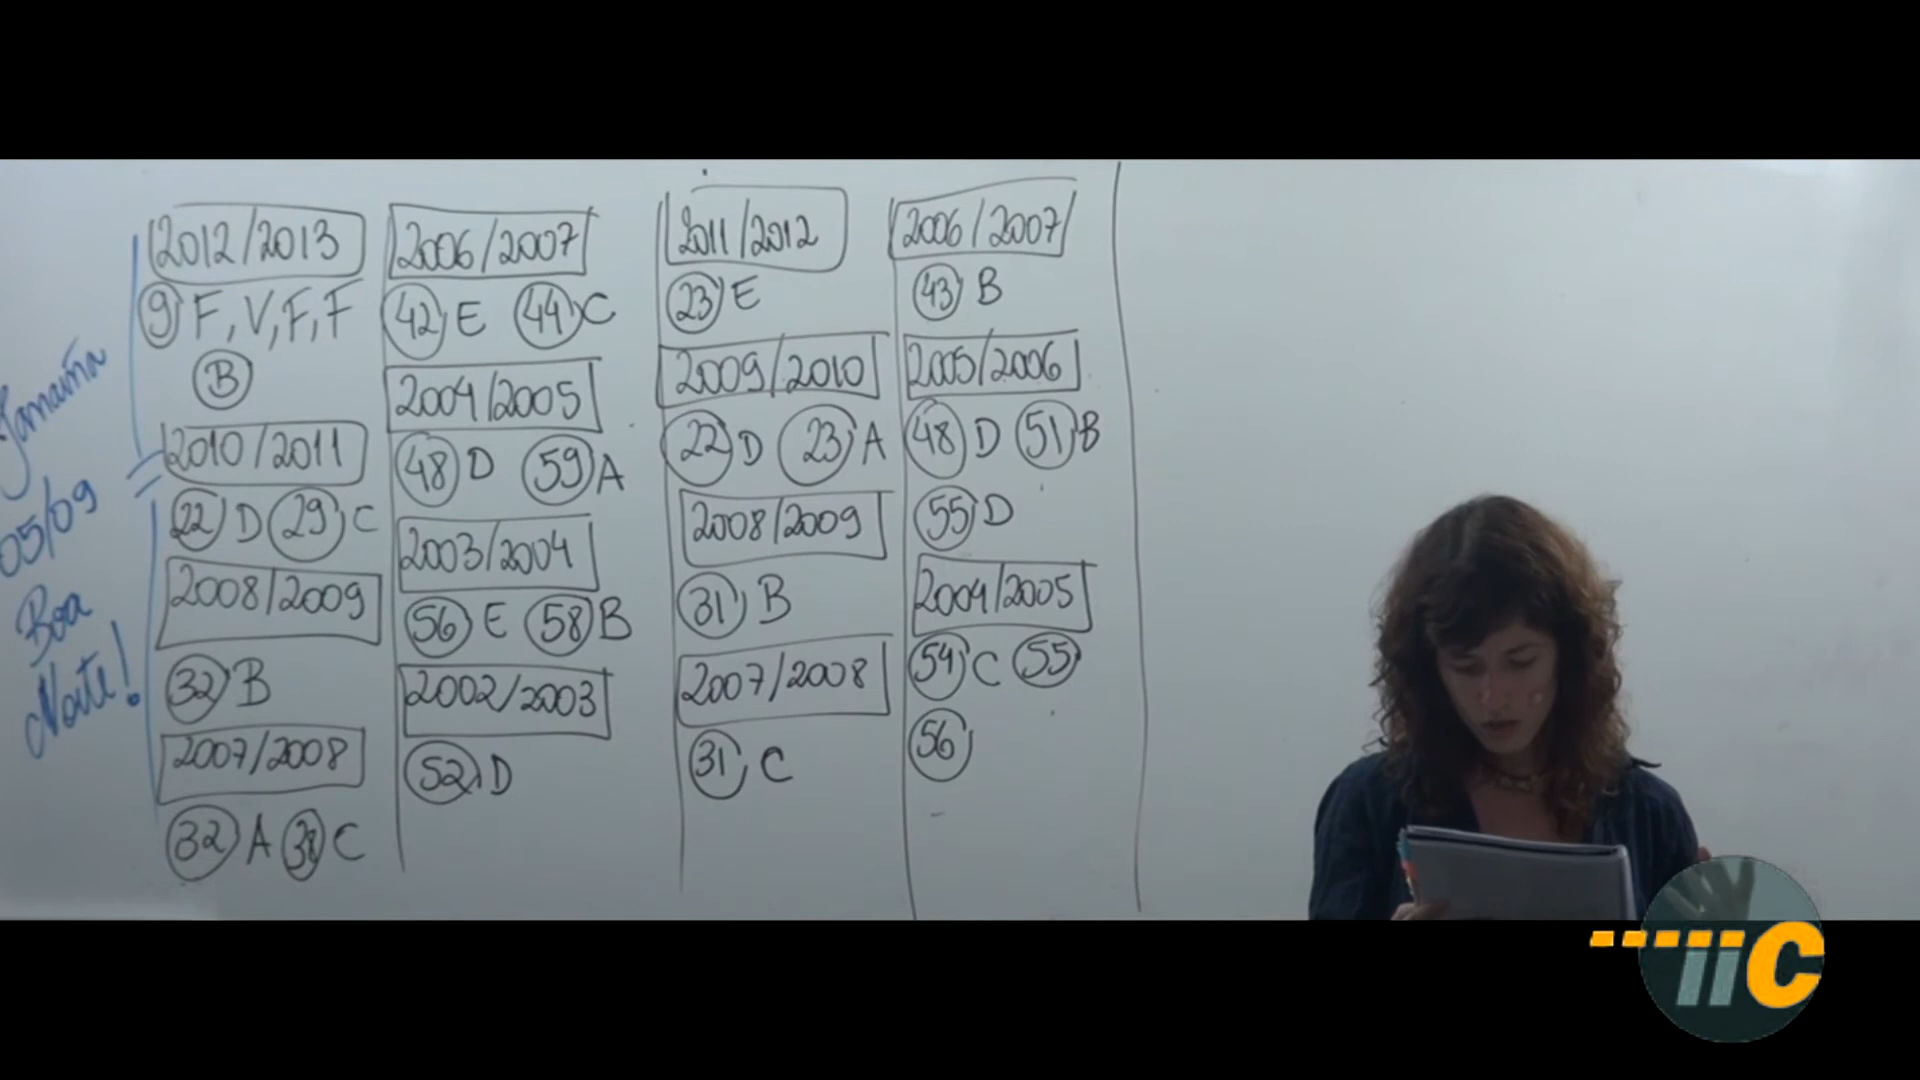 Janaína
05/09
Boa
Noite!
2012/2013
9 F, V, F, F
B
2010/2011
22 D 29 C
2008/2009
32 B
2007/2008
32 A 38 C
2006/2007
42 E 44 C
2004/2005
48 D 59 A
2003/2004
56 E 58 B
2002/2003
52 D
2011/2012
23 E
2009/2010
22 D 23 A
2008/2009
31 B
2007/2008
31 C
2006/2007
43 B
2005/2006
48 D 51 B
55 D
2004/2005
54 C 55
56
iiC